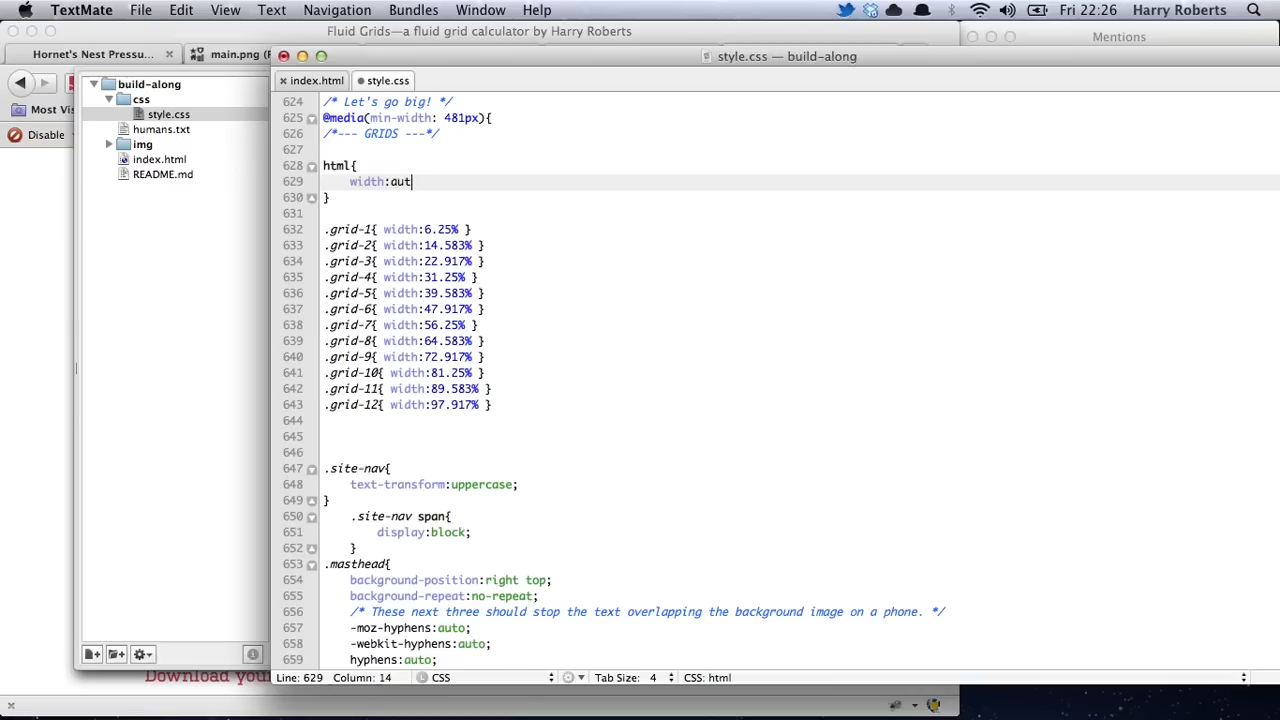 TextMate File Edit View Text Navigation Bundles Window Help Fri 22:26 Harry Roberts
Fluid Grids—a fluid grid calculator by Harry Roberts
Mentions
Hornet's Nest Pressu... main.png (
Most Vis
Disable
build-along
css
style.css
humans.txt
img
index.html
README.md
style.css — build-along
index.html style.css
624 /* Let's go big! */
625 @media(min-width: 481px){
626 /*--- GRIDS ---*/
627
628 html{
629 width:aut
630 }
631
632 .grid-1{ width:6.25% }
633 .grid-2{ width:14.583% }
634 .grid-3{ width:22.917% }
635 .grid-4{ width:31.25% }
636 .grid-5{ width:39.583% }
637 .grid-6{ width:47.917% }
638 .grid-7{ width:56.25% }
639 .grid-8{ width:64.583% }
640 .grid-9{ width:72.917% }
641 .grid-10{ width:81.25% }
642 .grid-11{ width:89.583% }
643 .grid-12{ width:97.917% }
644
645
646
647 .site-nav{
648 text-transform:uppercase;
649 }
650 .site-nav span{
651 display:block;
652 }
653 .masthead{
654 background-position:right top;
655 background-repeat:no-repeat;
656 /* These next three should stop the text overlapping the background image on a phone. */
657 -moz-hyphens:auto;
658 -webkit-hyphens:auto;
659 hyphens:auto;
Line: 629 Column: 14 CSS Tab Size: 4 CSS: html
Download you